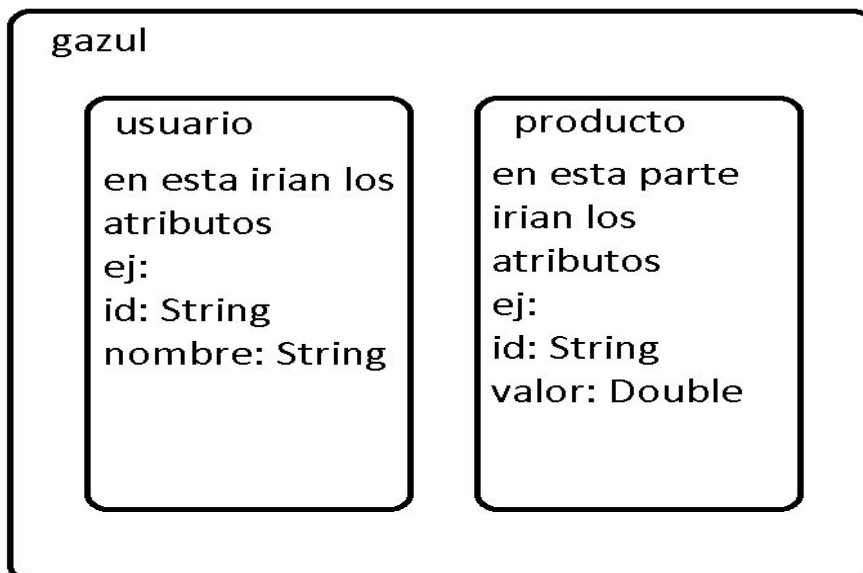 gazul
usuario
en esta irian los
atributos
ej:
id: String
nombre: String
producto
en esta parte
irian los
atributos
ej:
id: String
valor: Double